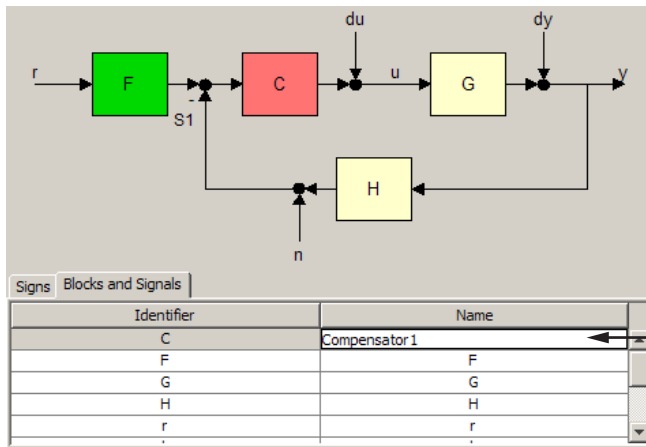 du
dy
r
F
C
u
G
y
-
S1
H
n
Signs Blocks and Signals
Identifier Name
C Compensator1
F F
G G
H H
r r